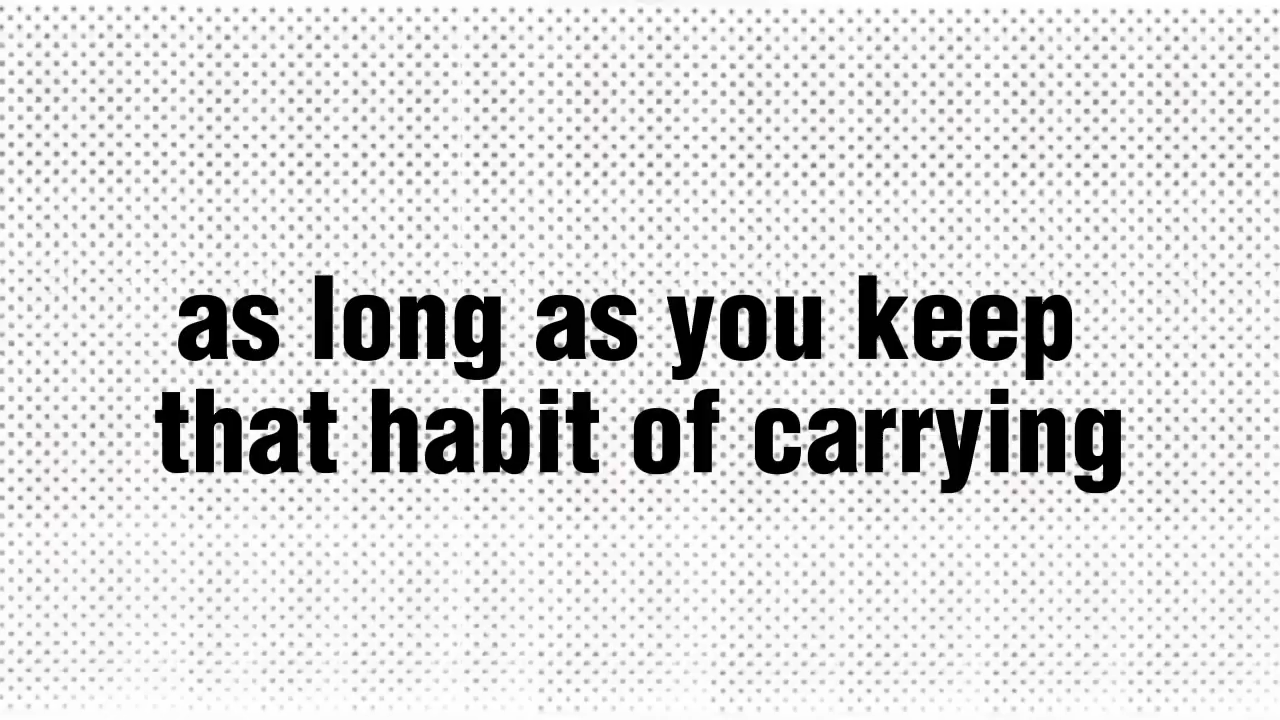 as long as you keep
that habit of carrying